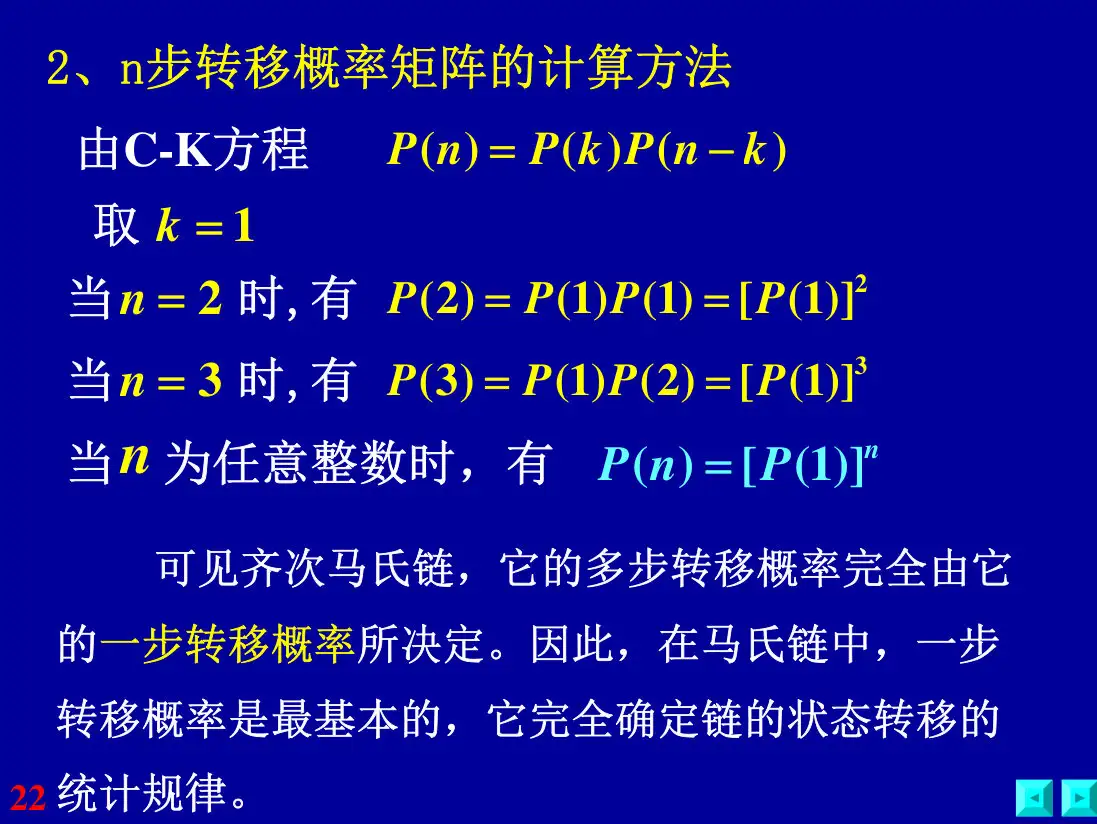 2、n步转移概率矩阵的计算方法
由C-K方程 P(n) = P(k)P(n − k)
取 k = 1
当 n = 2 时, 有 P(2) = P(1)P(1) = [P(1)]²
当 n = 3 时, 有 P(3) = P(1)P(2) = [P(1)]³
当 n 为任意整数时，有 P(n) = [P(1)]ⁿ
可见齐次马氏链，它的多步转移概率完全由它
的一步转移概率所决定。因此，在马氏链中，一步
转移概率是最基本的，它完全确定链的状态转移的
22 统计规律。